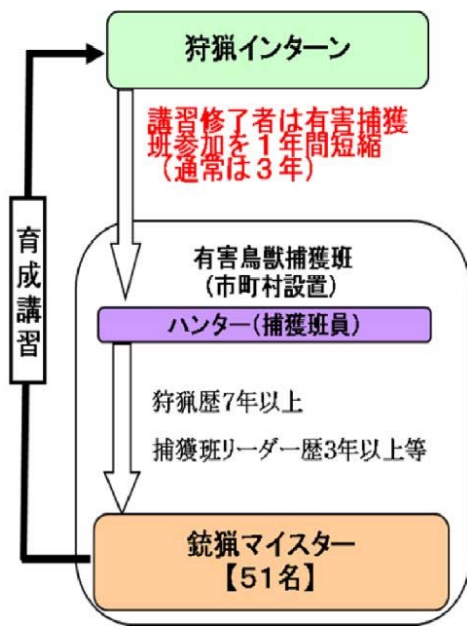 狩猟インターン
講習修了者は有害捕獲
班参加を1年間短縮
（通常は３年）
育成講習
有害鳥獣捕獲班
(市町村設置)
ハンター(捕獲班員)
狩猟歴7年以上
捕獲班リーダー歴3年以上等
銃猟マイスター
【51名】